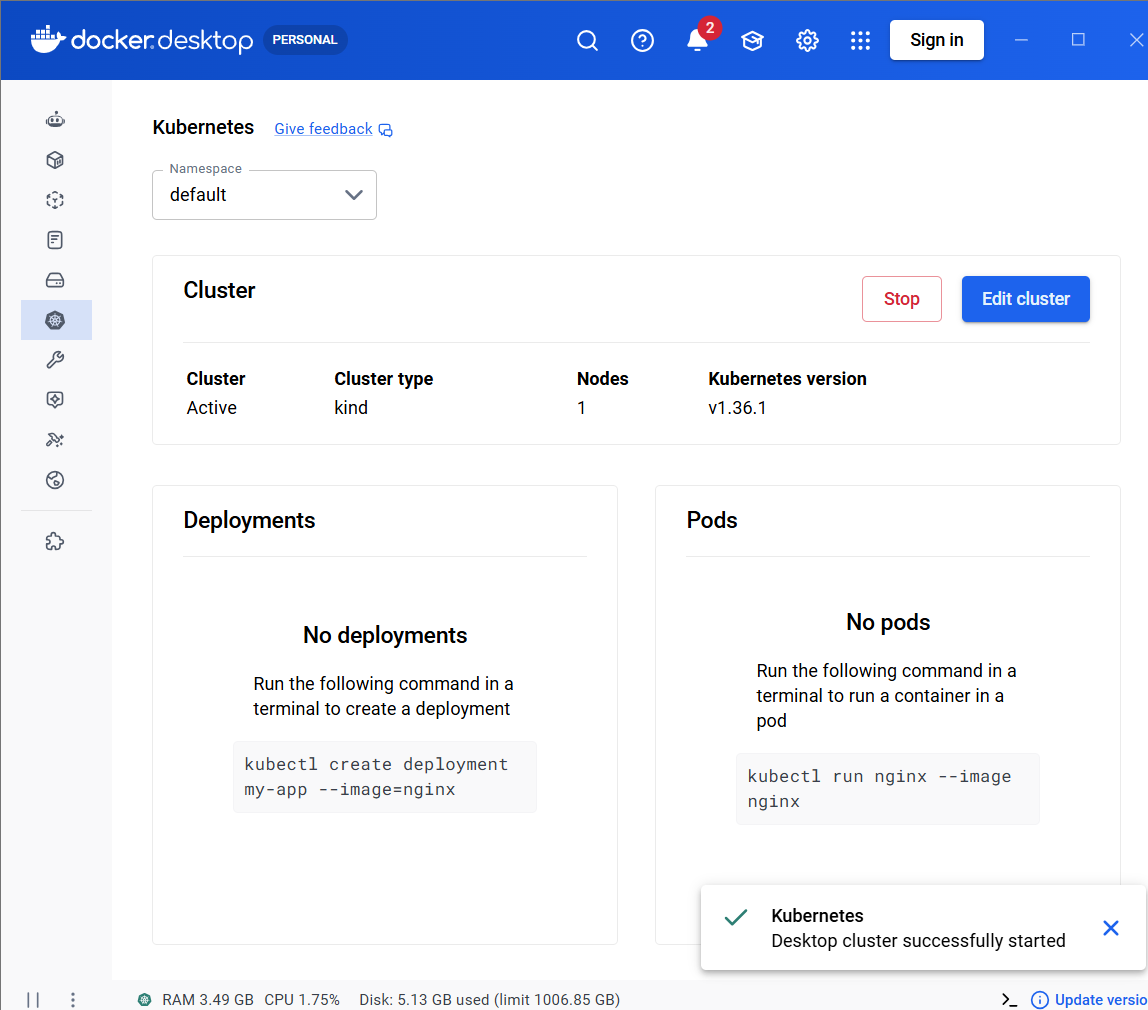 docker.desktop PERSONAL 2 Sign in
Kubernetes Give feedback
Namespace
default
Cluster
Stop Edit cluster
Cluster Cluster type Nodes Kubernetes version
Active kind 1 v1.36.1
Deployments
No deployments
Run the following command in a
terminal to create a deployment
kubectl create deployment
my-app --image=nginx
Pods
No pods
Run the following command in a
terminal to run a container in a
pod
kubectl run nginx --image
nginx
Kubernetes
Desktop cluster successfully started
RAM 3.49 GB CPU 1.75% Disk: 5.13 GB used (limit 1006.85 GB) Update versio